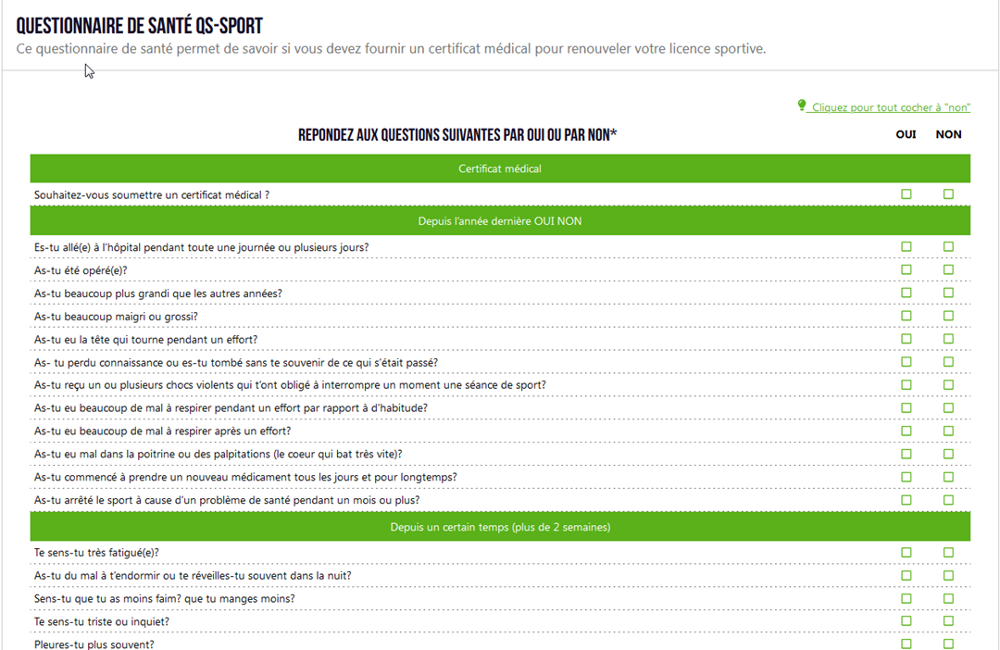 QUESTIONNAIRE DE SANTÉ QS-SPORT
Ce questionnaire de santé permet de savoir si vous devez fournir un certificat médical pour renouveler votre licence sportive.
Cliquez pour tout cocher à "non"
REPONDEZ AUX QUESTIONS SUIVANTES PAR OUI OU PAR NON* OUI NON
Certificat médical
Souhaitez-vous soumettre un certificat médical ?
Depuis l'année dernière OUI NON
Es-tu allé(e) à l'hôpital pendant toute une journée ou plusieurs jours?
As-tu été opéré(e)?
As-tu beaucoup plus grandi que les autres années?
As-tu beaucoup maigri ou grossi?
As-tu eu la tête qui tourne pendant un effort?
As- tu perdu connaissance ou es-tu tombé sans te souvenir de ce qui s'était passé?
As-tu reçu un ou plusieurs chocs violents qui t'ont obligé à interrompre un moment une séance de sport?
As-tu eu beaucoup de mal à respirer pendant un effort par rapport à d'habitude?
As-tu eu beaucoup de mal à respirer après un effort?
As-tu eu mal dans la poitrine ou des palpitations (le coeur qui bat très vite)?
As-tu commencé à prendre un nouveau médicament tous les jours et pour longtemps?
As-tu arrêté le sport à cause d'un problème de santé pendant un mois ou plus?
Depuis un certain temps (plus de 2 semaines)
Te sens-tu très fatigué(e)?
As-tu du mal à t'endormir ou te réveilles-tu souvent dans la nuit?
Sens-tu que tu as moins faim? que tu manges moins?
Te sens-tu triste ou inquiet?
Pleures-tu plus souvent?